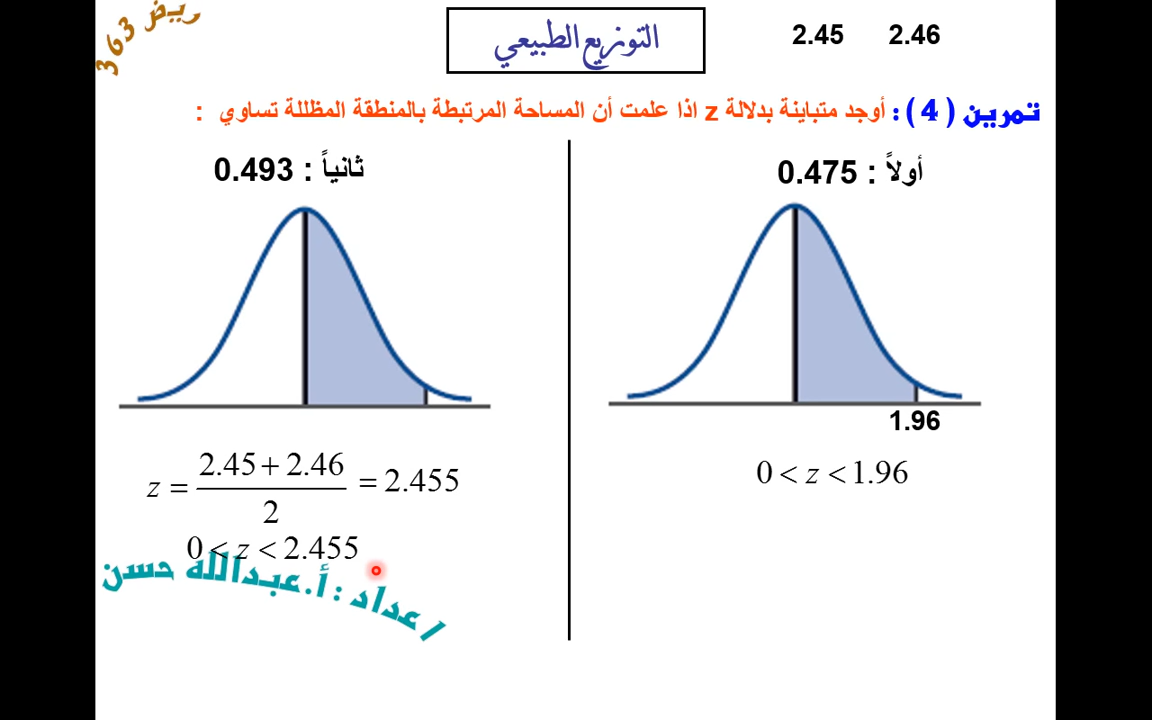 ريض 363
التوزيع الطبيعي
2.45 2.46
تمرين ( 4 ) : أوجد متباينة بدلالة z اذا علمت أن المساحة المرتبطة بالمنطقة المظللة تساوي :
أولاً : 0.475
1.96
0 < z < 1.96
ثانياً : 0.493
z = \frac{2.45 + 2.46}{2} = 2.455
0 < z < 2.455
اعداد : أ.عبدالله حسن